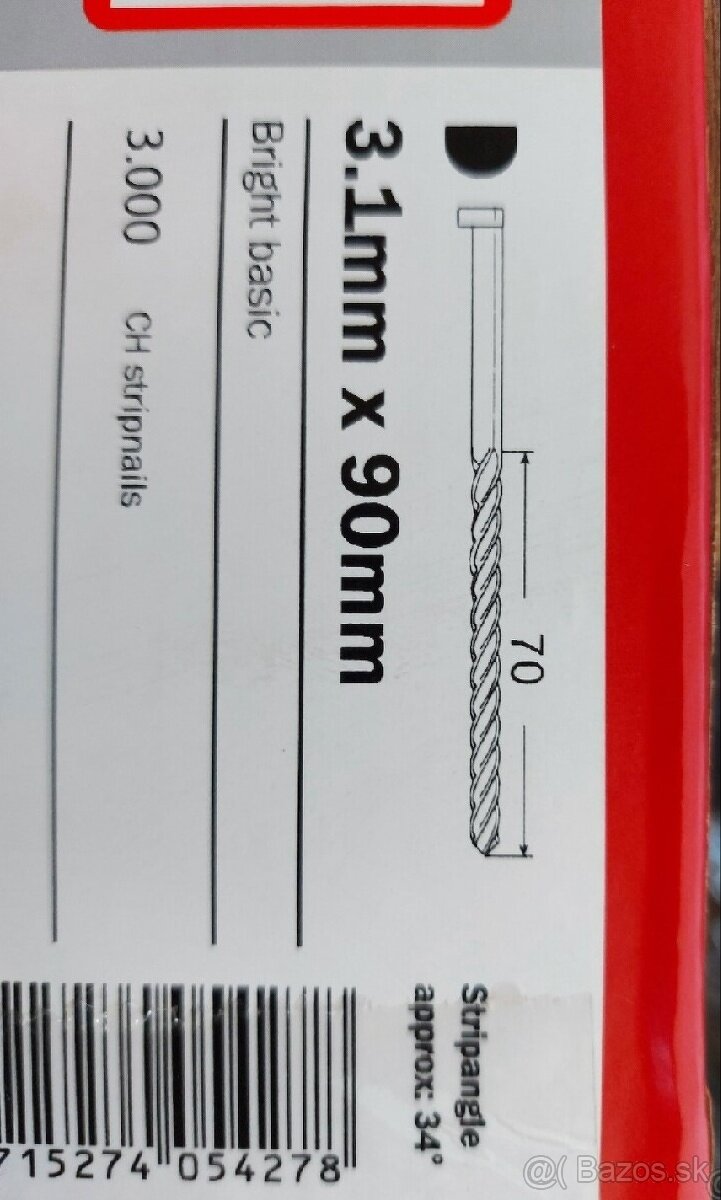 70
Stripangle
approx: 34°
3.1mm x 90mm
Bright basic
3.000 CH stripnails
715274 054278
@( Bazos.sk